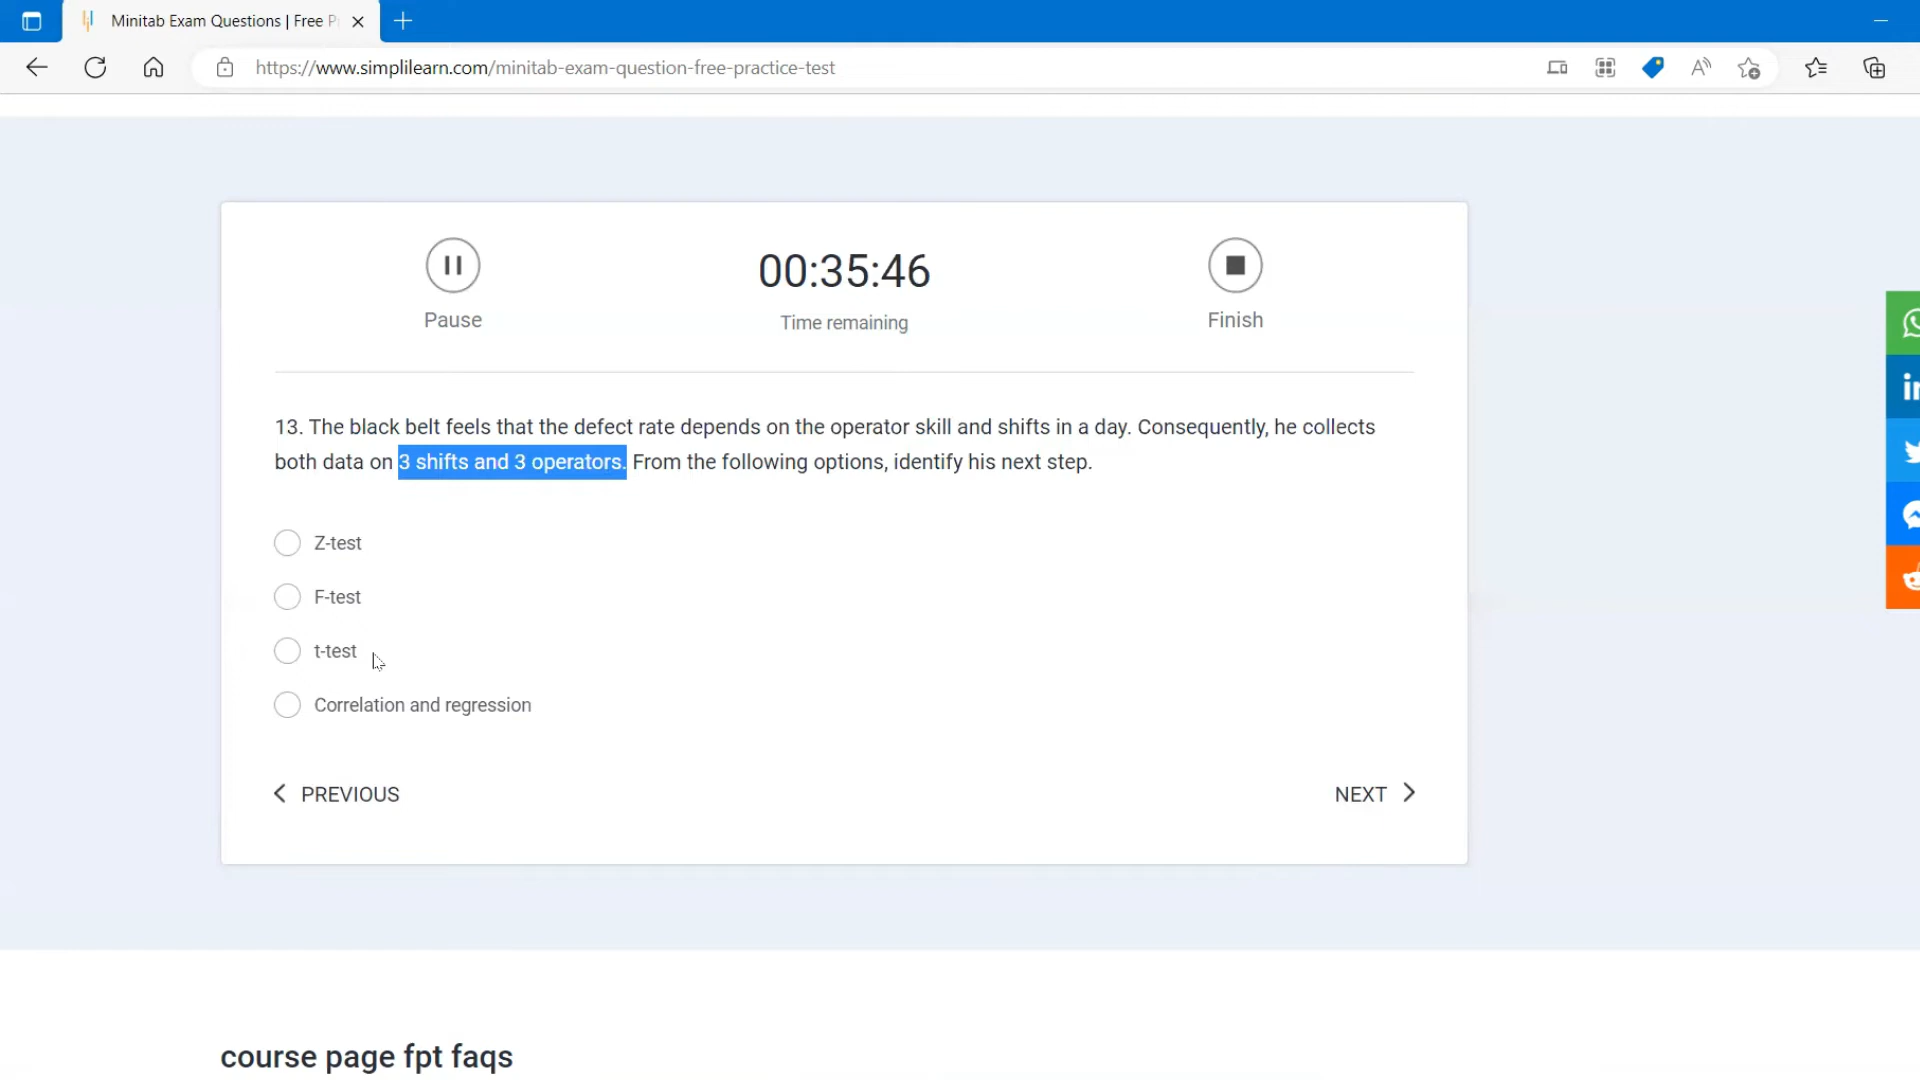 Minitab Exam Questions | Free P
https://www.simplilearn.com/minitab-exam-question-free-practice-test
00:35:46
Pause
Time remaining
Finish
13. The black belt feels that the defect rate depends on the operator skill and shifts in a day. Consequently, he collects
both data on 3 shifts and 3 operators. From the following options, identify his next step.
Z-test
F-test
t-test
Correlation and regression
PREVIOUS
NEXT
course page fpt faqs